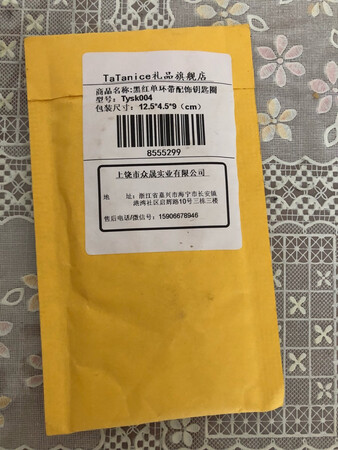 TaTanice礼品旗舰店
商品名称:黑红单环带配饰钥匙圈
型号: Tysk004
包装尺寸: 12.5*4.5*9 (cm)
8555299
上饶市众晟实业有限公司
地 址:浙江省嘉兴市海宁市长安镇
港湾社区启辉路10号三栋三楼
售后电话/微信号:15906678946